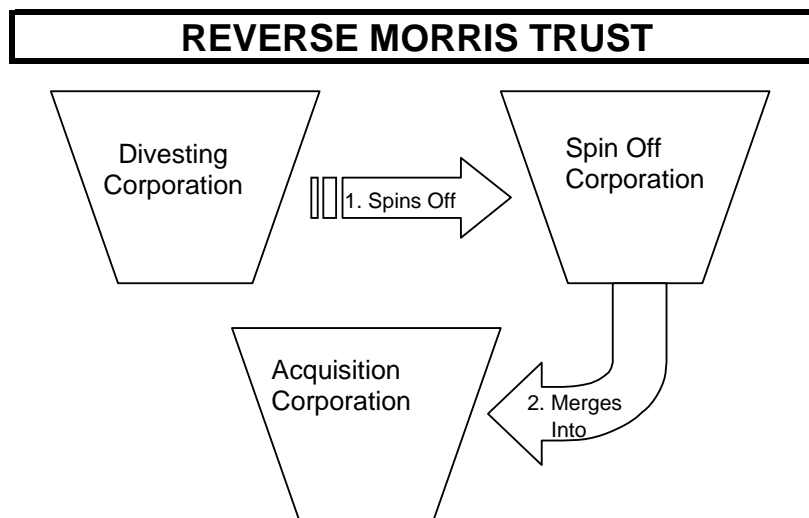 REVERSE MORRIS TRUST
Divesting
Corporation
1. Spins Off
Spin Off
Corporation
Acquisition
Corporation
2. Merges
Into